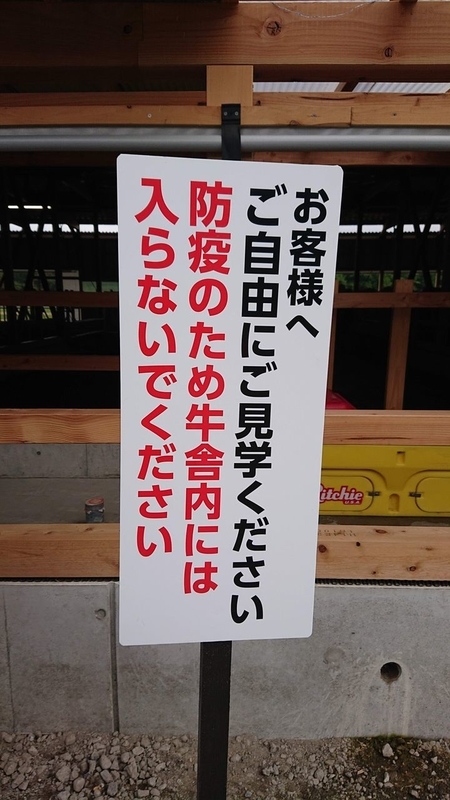 お客様へ
ご自由にご見学ください
防疫のため牛舎内には
入らないでください
Ritchie
USA